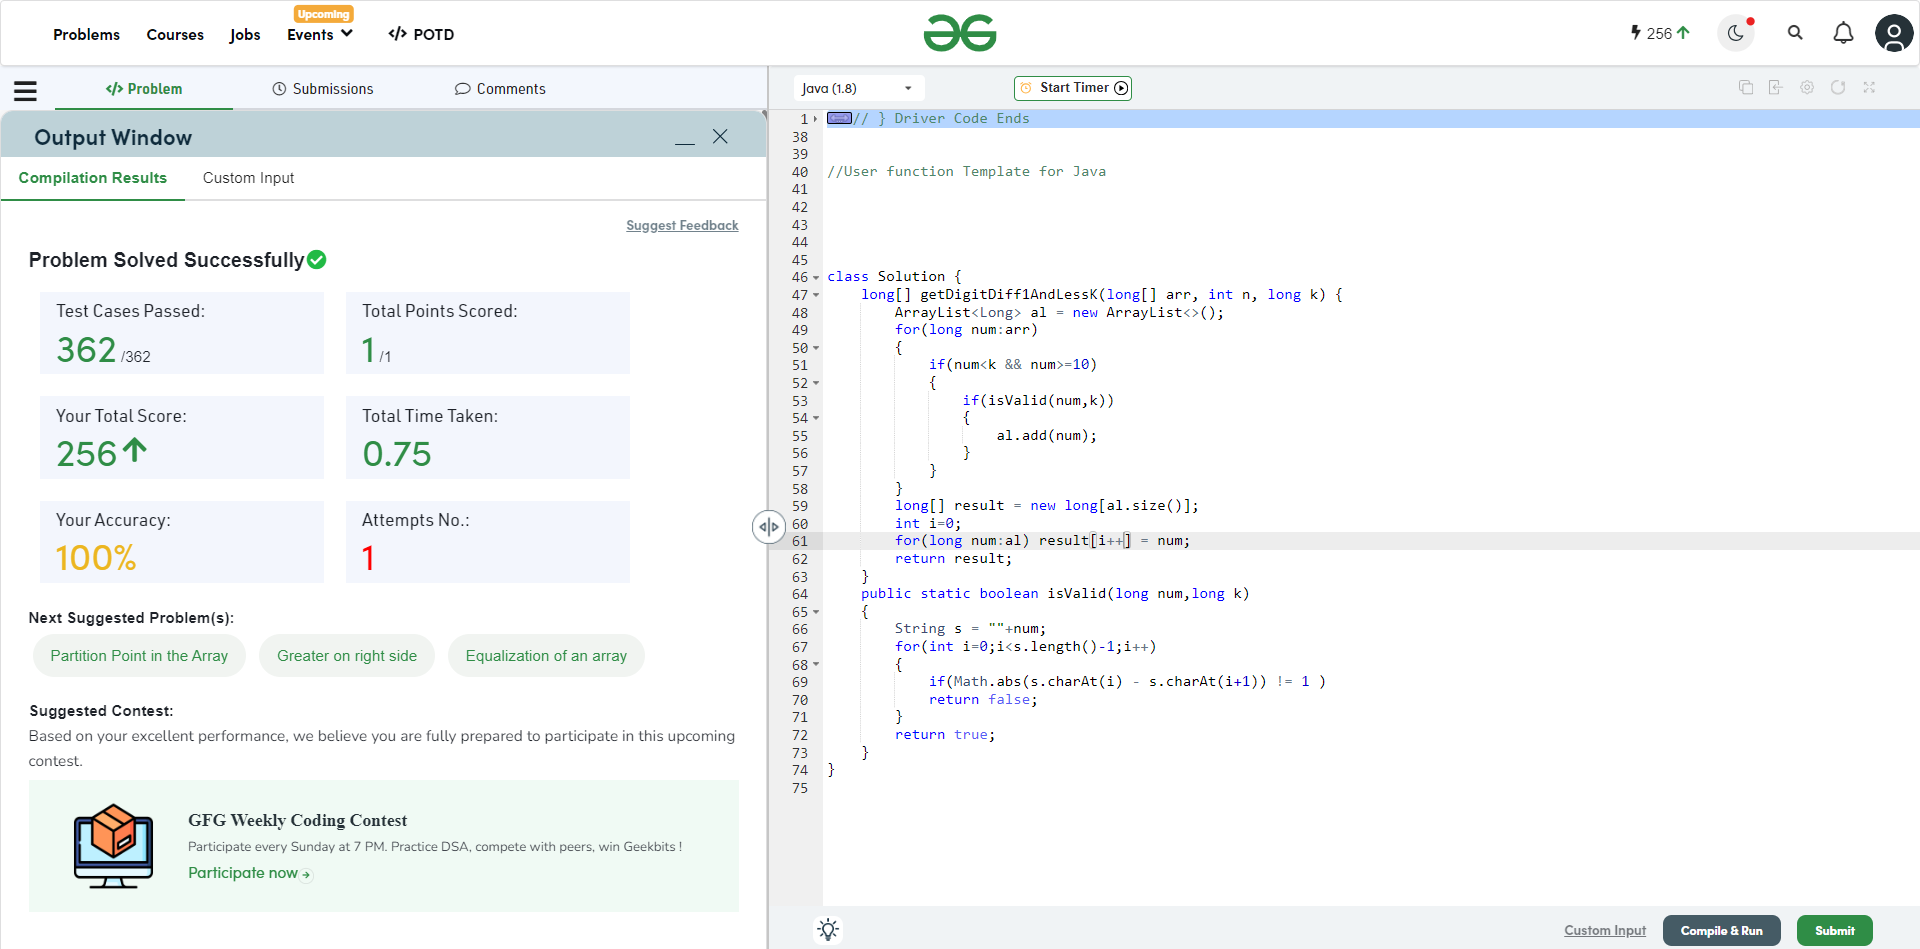 Problems Courses Jobs Events Upcoming POTD
256
Problem Submissions Comments
Output Window
Compilation Results Custom Input
Suggest Feedback
Problem Solved Successfully
Test Cases Passed: Total Points Scored:
362 /362 1 /1
Your Total Score: Total Time Taken:
256 0.75
Your Accuracy: Attempts No.:
100% 1
Next Suggested Problem(s):
Partition Point in the Array Greater on right side Equalization of an array
Suggested Contest:
Based on your excellent performance, we believe you are fully prepared to participate in this upcoming
contest.
GFG Weekly Coding Contest
Participate every Sunday at 7 PM. Practice DSA, compete with peers, win Geekbits !
Participate now
Java (1.8) Start Timer
1 // } Driver Code Ends
38
39
40 //User function Template for Java
41
42
43
44
45
46 class Solution {
47 long[] getDigitDiff1AndLessK(long[] arr, int n, long k) {
48 ArrayList<Long> al = new ArrayList<>();
49 for(long num:arr)
50 {
51 if(num<k && num>=10)
52 {
53 if(isValid(num,k))
54 {
55 al.add(num);
56 }
57 }
58 }
59 long[] result = new long[al.size()];
60 int i=0;
61 for(long num:al) result[i++] = num;
62 return result;
63 }
64 public static boolean isValid(long num,long k)
65 {
66 String s = ""+num;
67 for(int i=0;i<s.length()-1;i++)
68 {
69 if(Math.abs(s.charAt(i) - s.charAt(i+1)) != 1 )
70 return false;
71 }
72 return true;
73 }
74 }
75
Custom Input Compile & Run Submit